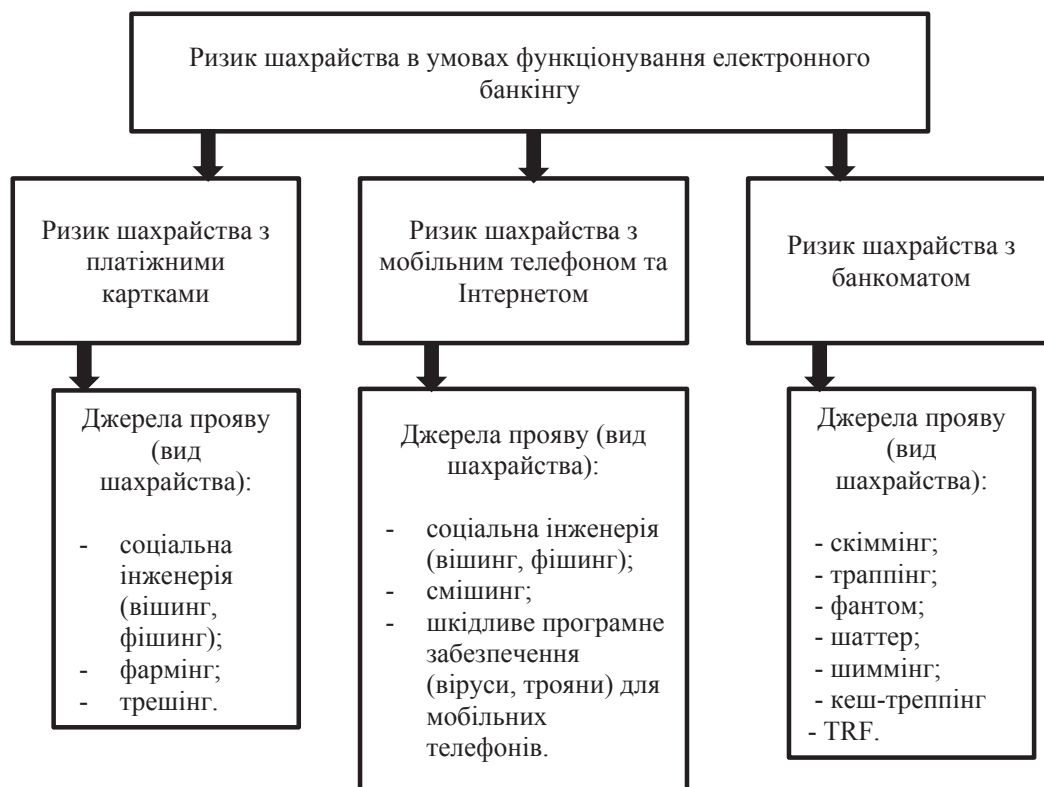 Ризик шахрайства в умовах функціонування електронного
банкінгу
Ризик шахрайства з
платіжними
картками
Ризик шахрайства з
мобільним телефоном та
Інтернетом
Ризик шахрайства з
банкоматом
Джерела прояву
(вид
шахрайства):
- соціальна
інженерія
(вішинг,
фішинг);
- фармінг;
- трешінг.
Джерела прояву (вид
шахрайства):
- соціальна інженерія
(вішинг, фішинг);
- смішинг;
- шкідливе програмне
забезпечення
(віруси, трояни) для
мобільних
телефонів.
Джерела прояву
(вид
шахрайства):
- скіммінг;
- траппінг;
- фантом;
- шаттер;
- шиммінг;
- кеш-треппінг
- TRF.